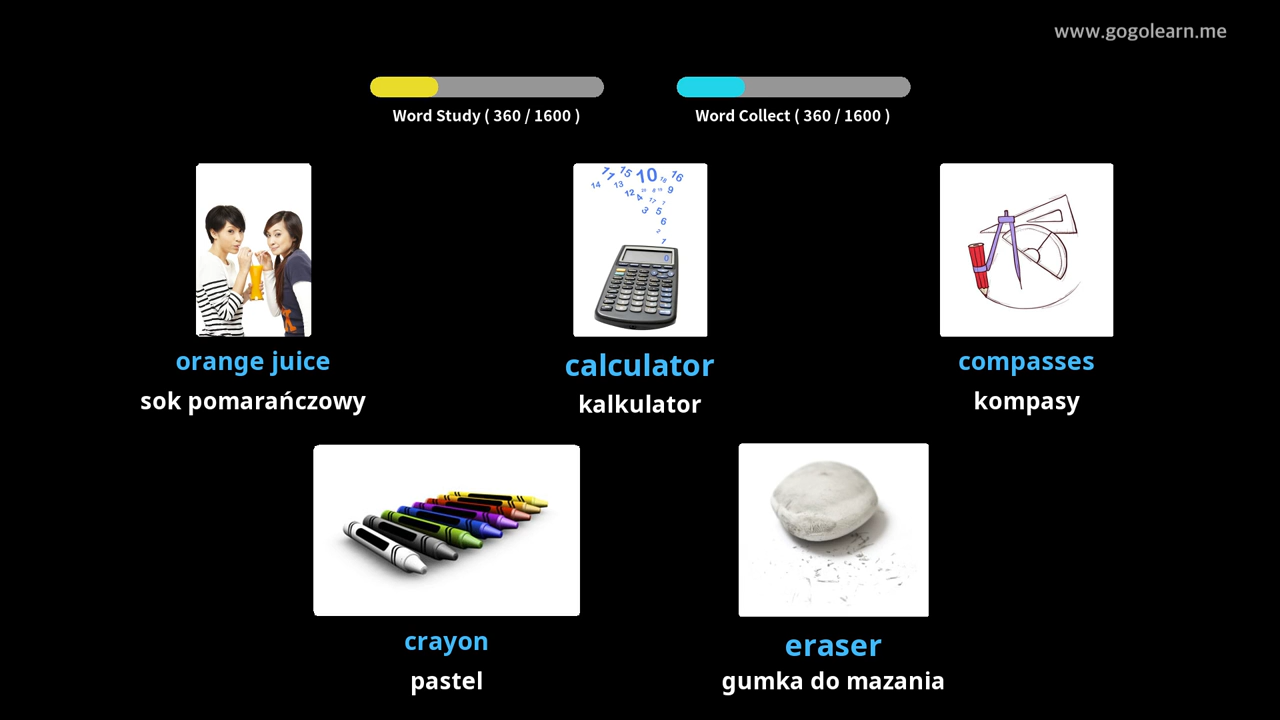 www.gogolearn.me
Word Study ( 360 / 1600 )
Word Collect ( 360 / 1600 )
orange juice
sok pomarańczowy
calculator
kalkulator
compasses
kompasy
crayon
pastel
eraser
gumka do mazania